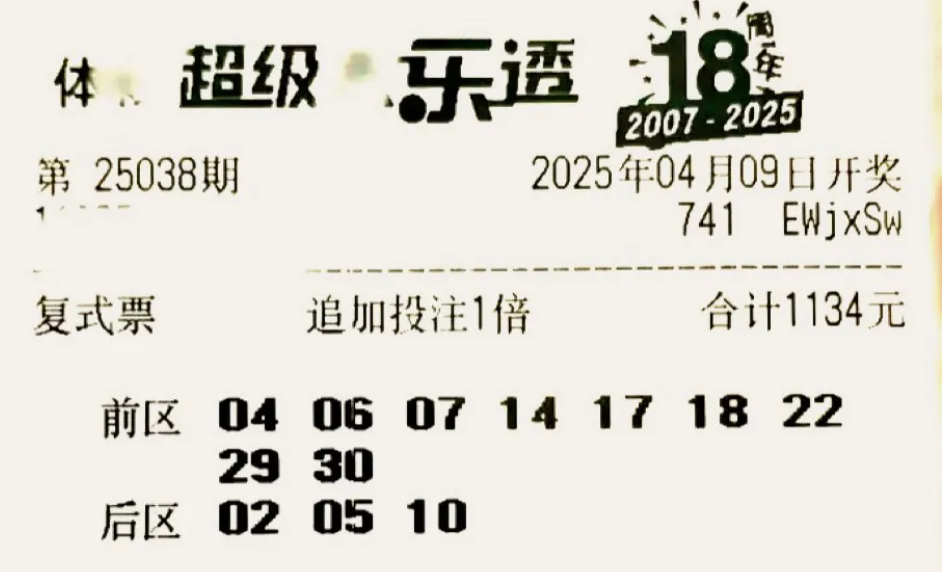 体 超级 乐透 18周年
2007-2025
第 25038期 2025年04月09日开奖
741 EWjxSw
复式票 追加投注1倍 合计1134元
前区 04 06 07 14 17 18 22
29 30
后区 02 05 10